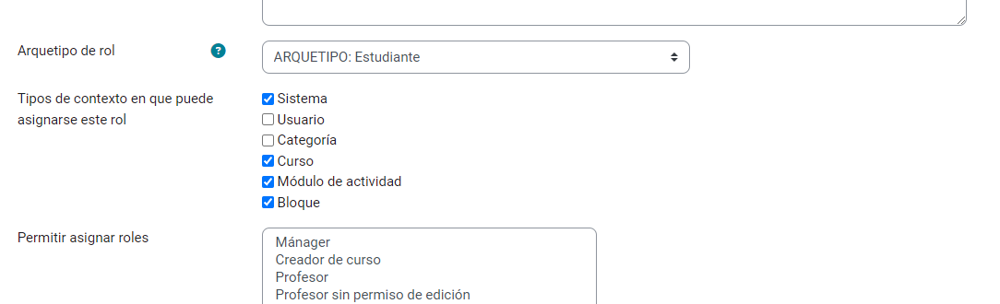 Arquetipo de rol
?
ARQUETIPO: Estudiante
Tipos de contexto en que puede
asignarse este rol
Sistema
Usuario
Categoría
Curso
Módulo de actividad
Bloque
Permitir asignar roles
Mánager
Creador de curso
Profesor
Profesor sin permiso de edición